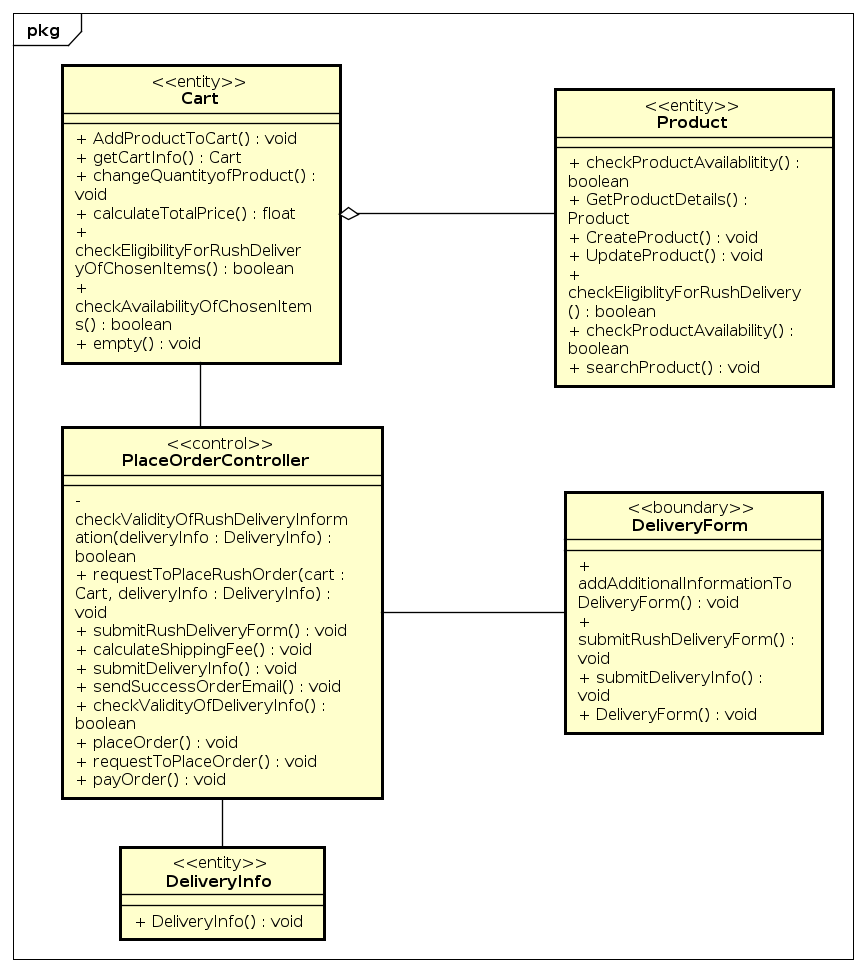 pkg
<<entity>>
Cart
+ AddProductToCart() : void
+ getCartInfo() : Cart
+ changeQuantityofProduct() :
void
+ calculateTotalPrice() : float
+
checkEligibilityForRushDeliver
yOfChosenItems() : boolean
+
checkAvailabilityOfChosenItem
s() : boolean
+ empty() : void
<<entity>>
Product
+ checkProductAvailablitity() :
boolean
+ GetProductDetails() :
Product
+ CreateProduct() : void
+ UpdateProduct() : void
+
checkEligiblityForRushDelivery
() : boolean
+ checkProductAvailability() :
boolean
+ searchProduct() : void
<<control>>
PlaceOrderController
-
checkValidityOfRushDeliveryInform
ation(deliveryInfo : DeliveryInfo) :
boolean
+ requestToPlaceRushOrder(cart :
Cart, deliveryInfo : DeliveryInfo) :
void
+ submitRushDeliveryForm() : void
+ calculateShippingFee() : void
+ submitDeliveryInfo() : void
+ sendSuccessOrderEmail() : void
+ checkValidityOfDeliveryInfo() :
boolean
+ placeOrder() : void
+ requestToPlaceOrder() : void
+ payOrder() : void
<<boundary>>
DeliveryForm
+
addAdditionalInformationTo
DeliveryForm() : void
+
submitRushDeliveryForm() :
void
+ submitDeliveryInfo() :
void
+ DeliveryForm() : void
<<entity>>
DeliveryInfo
+ DeliveryInfo() : void